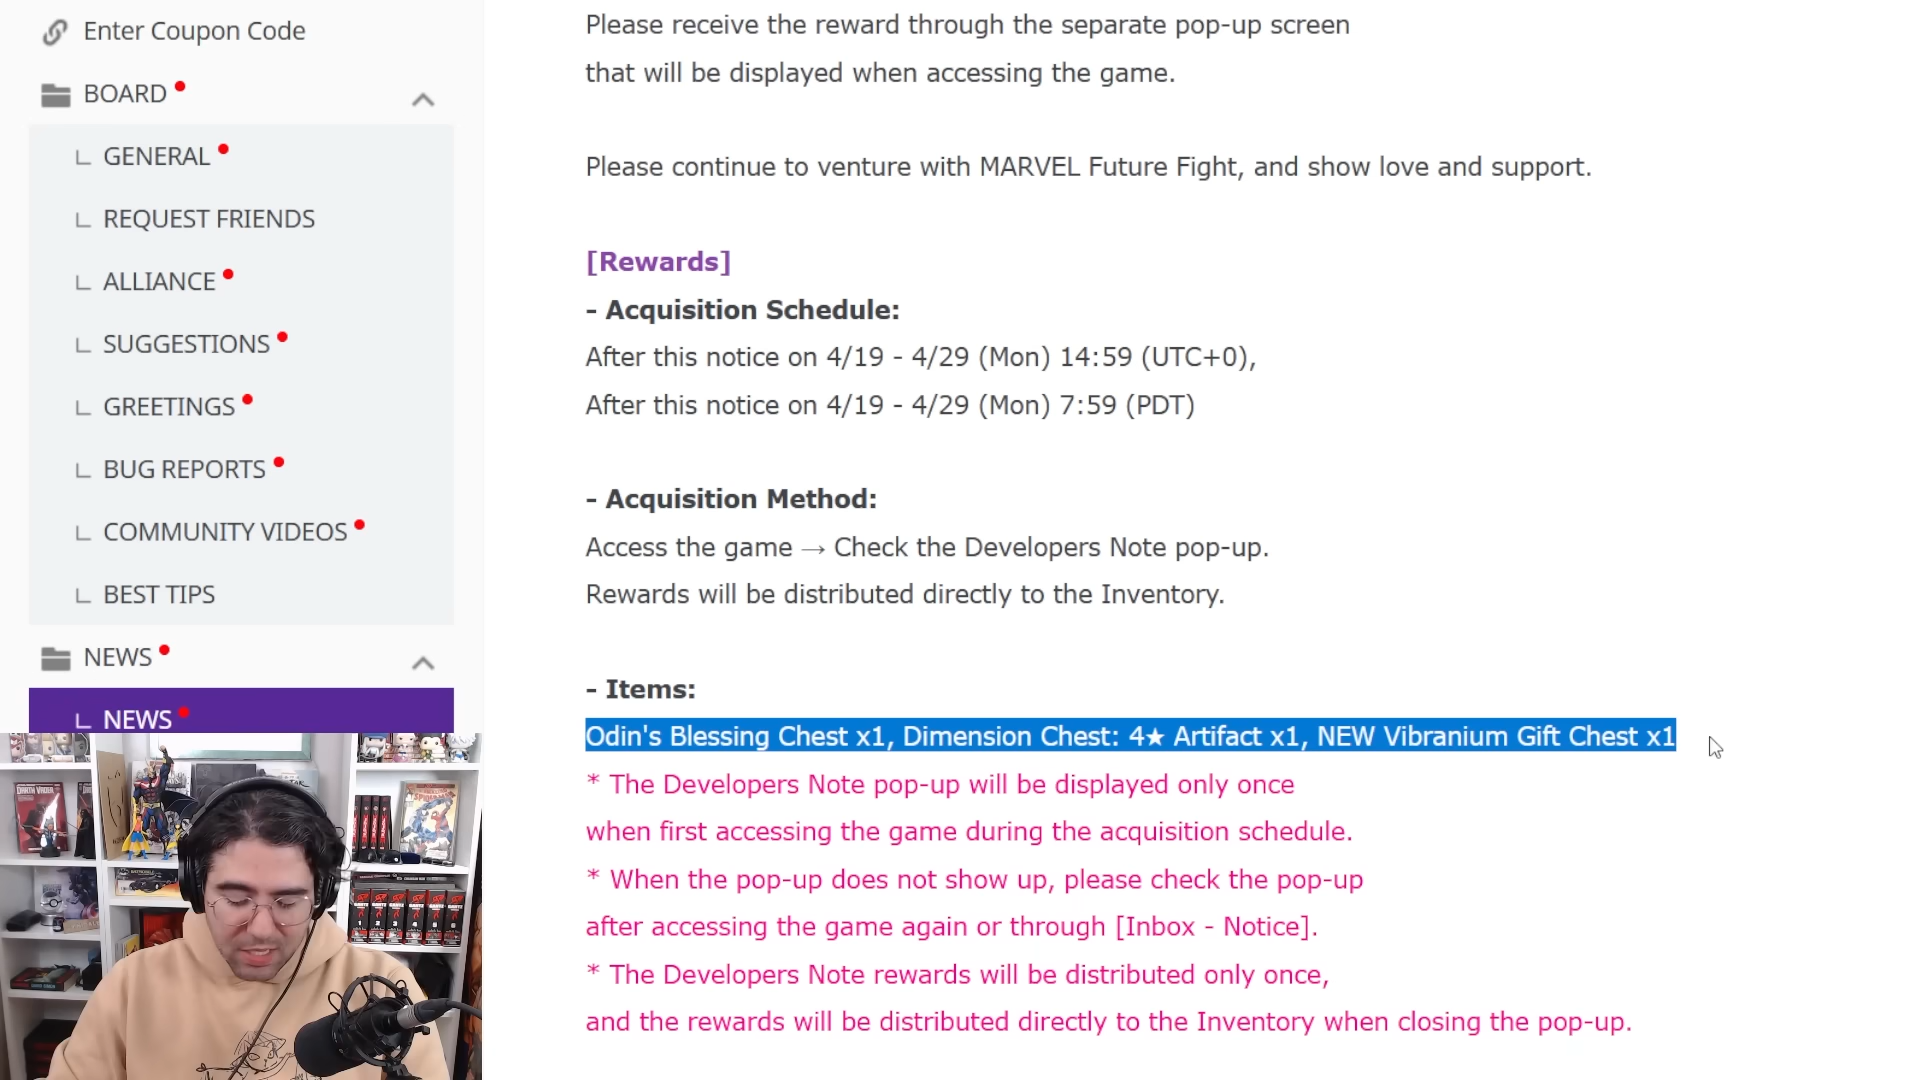 Enter Coupon Code
BOARD
GENERAL
REQUEST FRIENDS
ALLIANCE
SUGGESTIONS
GREETINGS
BUG REPORTS
COMMUNITY VIDEOS
BEST TIPS
NEWS
NEWS
Please receive the reward through the separate pop-up screen
that will be displayed when accessing the game.
Please continue to venture with MARVEL Future Fight, and show love and support.
[Rewards]
- Acquisition Schedule:
After this notice on 4/19 - 4/29 (Mon) 14:59 (UTC+0),
After this notice on 4/19 - 4/29 (Mon) 7:59 (PDT)
- Acquisition Method:
Access the game → Check the Developers Note pop-up.
Rewards will be distributed directly to the Inventory.
- Items:
Odin's Blessing Chest x1, Dimension Chest: 4★ Artifact x1, NEW Vibranium Gift Chest x1
* The Developers Note pop-up will be displayed only once
when first accessing the game during the acquisition schedule.
* When the pop-up does not show up, please check the pop-up
after accessing the game again or through [Inbox - Notice].
* The Developers Note rewards will be distributed only once,
and the rewards will be distributed directly to the Inventory when closing the pop-up.
DARTH VADER